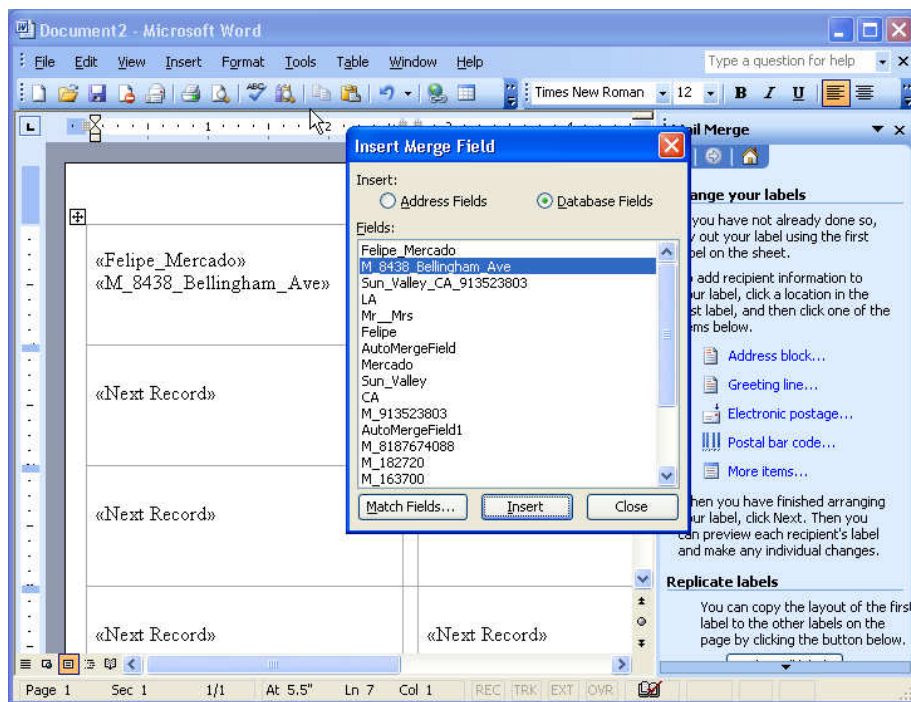 Document2 - Microsoft Word
File Edit View Insert Format Tools Table Window Help Type a question for help
Times New Roman 12 B I U
1 2
Insert Merge Field
Insert:
Address Fields Database Fields
Fields:
Felipe_Mercado
M_8438_Bellingham_Ave
Sun_Valley_CA_913523803
LA
Mr__Mrs
Felipe
AutoMergeField
Mercado
Sun_Valley
CA
M_913523803
AutoMergeField1
M_8187674088
M_182720
M_163700
Match Fields... Insert Close
«Felipe_Mercado»
«M_8438_Bellingham_Ave»
«Next Record»
«Next Record»
«Next Record» «Next Record»
ail Merge
ange your labels
you have not already done so,
out your label using the first
el on the sheet.
add recipient information to
ur label, click a location in the
st label, and then click one of the
ms below.
Address block...
Greeting line...
Electronic postage...
Postal bar code...
More items...
hen you have finished arranging
ur label, click Next. Then you
can preview each recipient's label
and make any individual changes.
Replicate labels
You can copy the layout of the first
label to the other labels on the
page by clicking the button below.
Page 1 Sec 1 1/1 At 5.5" Ln 7 Col 1 REC TRK EXT OVR